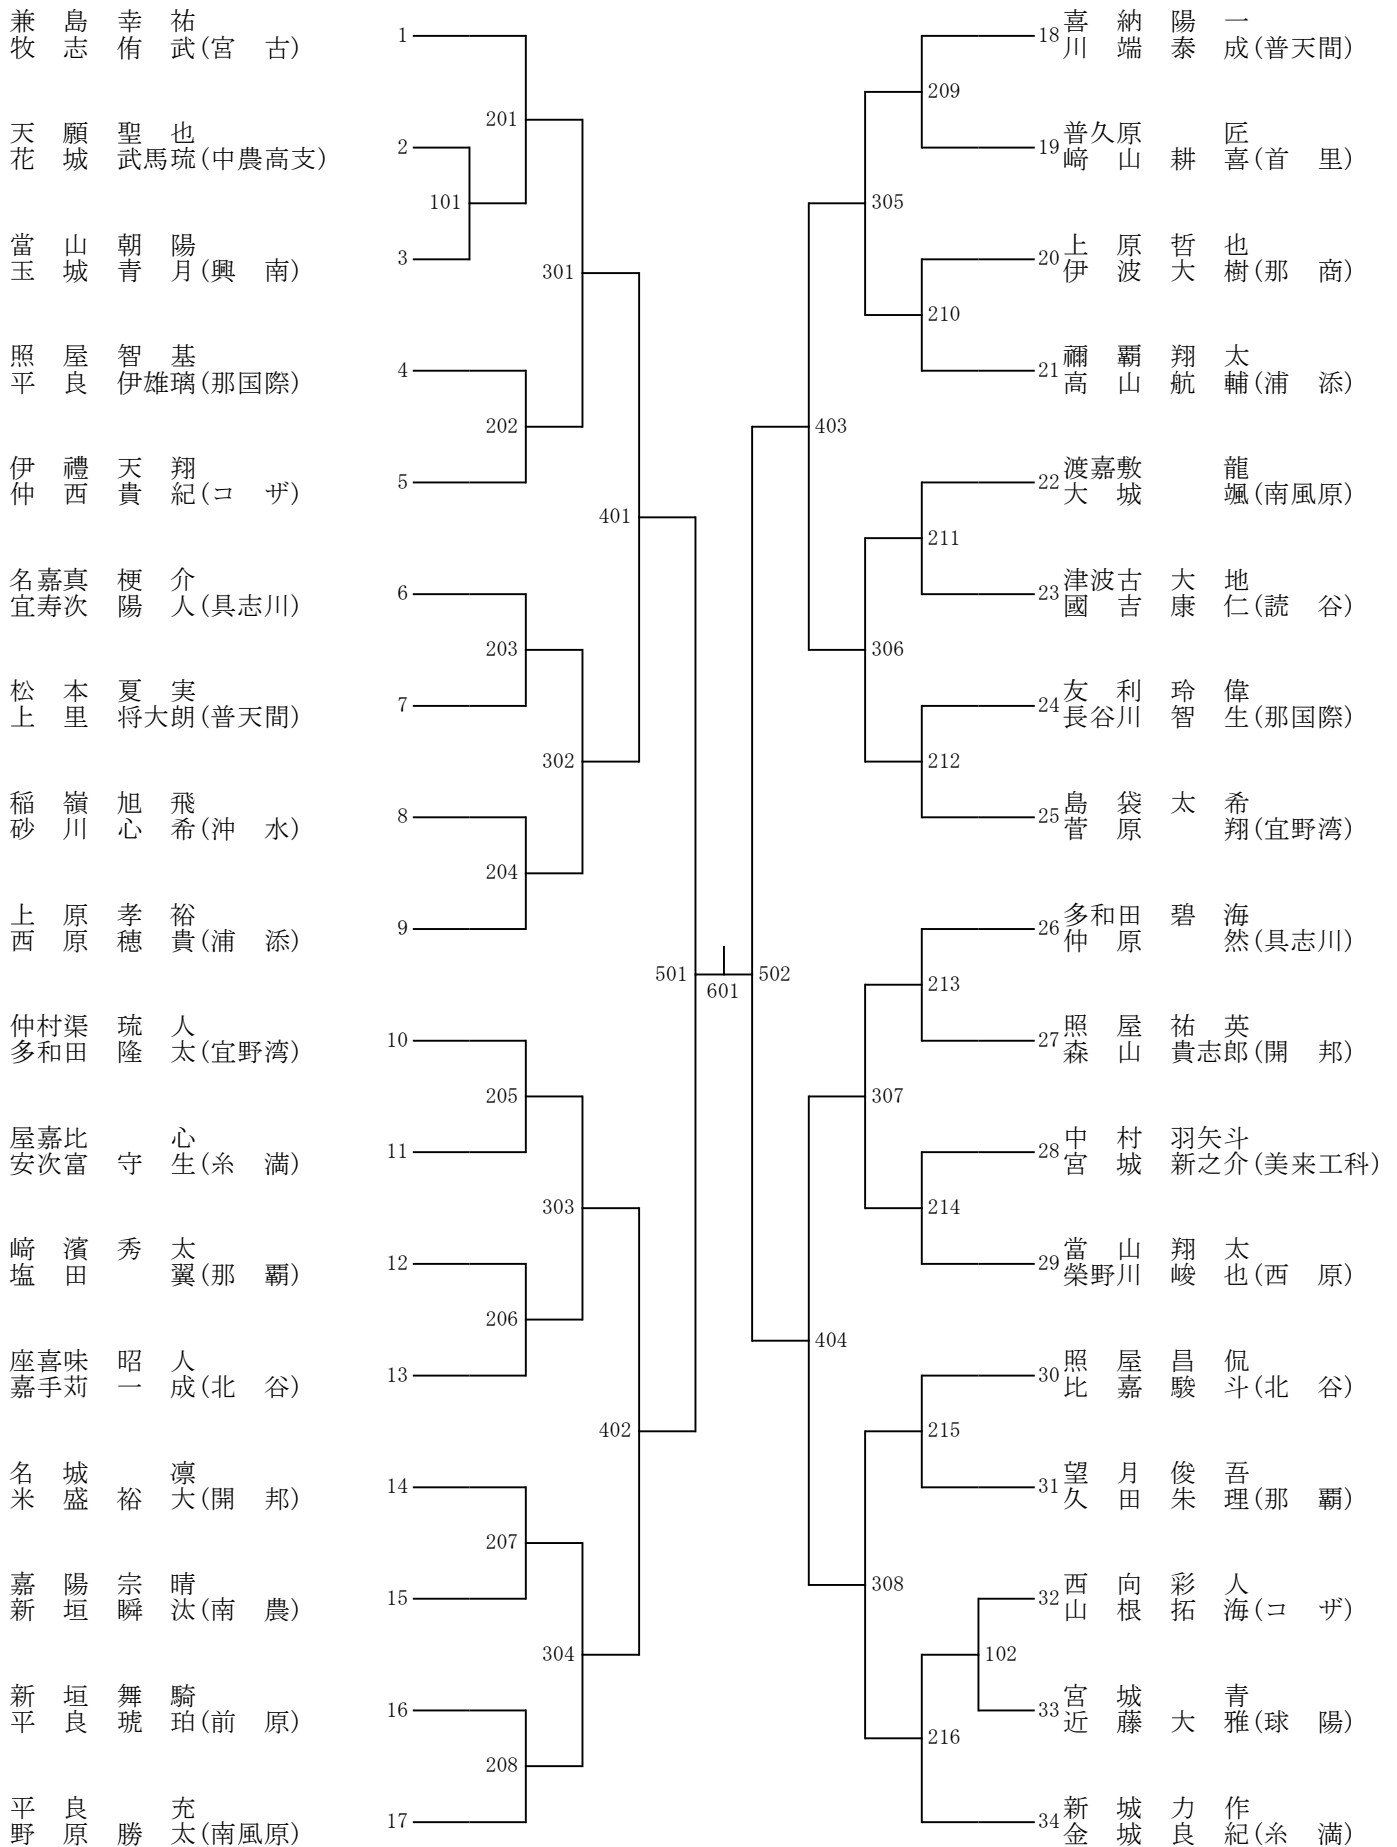 兼島幸祐
牧志侑武(宮古)
1
天願聖也
花城武馬琉(中農高支)
2
當山朝陽
玉城青月(興南)
3
照屋智基
平良伊雄璃(那国際)
4
伊禮天翔
仲西貴紀(コザ)
5
名嘉真梗介
宜寿次陽人(具志川)
6
松本夏実
上里将大朗(普天間)
7
稲嶺旭飛
砂川心希(沖水)
8
上原孝裕
西原穂貴(浦添)
9
仲村渠琉人
多和田隆太(宜野湾)
10
屋嘉比心
安次富守生(糸満)
11
﨑濱秀太
塩田翼(那覇)
12
座喜味昭人
嘉手苅一成(北谷)
13
名城凛
米盛裕大(開邦)
14
嘉陽宗晴
新垣瞬汰(南農)
15
新垣舞騎
平良琥珀(前原)
16
平良充
野原勝太(南風原)
17
101
201
202
203
204
205
206
207
208
301
302
303
304
401
402
501
601
502
403
404
305
306
307
308
209
210
211
212
213
214
215
216
102
18
喜納陽一
川端泰成(普天間)
19
普久原匠
﨑山耕喜(首里)
20
上原哲也
伊波大樹(那商)
21
禰覇翔太
高山航輔(浦添)
22
渡嘉敷龍
大城颯(南風原)
23
津波古大地
國吉康仁(読谷)
24
友利玲偉
長谷川智生(那国際)
25
島袋太希
菅原翔(宜野湾)
26
多和田碧海
仲原然(具志川)
27
照屋祐英
森山貴志郎(開邦)
28
中村羽矢斗
宮城新之介(美来工科)
29
當山翔太
榮野川峻也(西原)
30
照屋昌侃
比嘉駿斗(北谷)
31
望月俊吾
久田朱理(那覇)
32
西向彩人
山根拓海(コザ)
33
宮城青
近藤大雅(球陽)
34
新城力作
金城良紀(糸満)